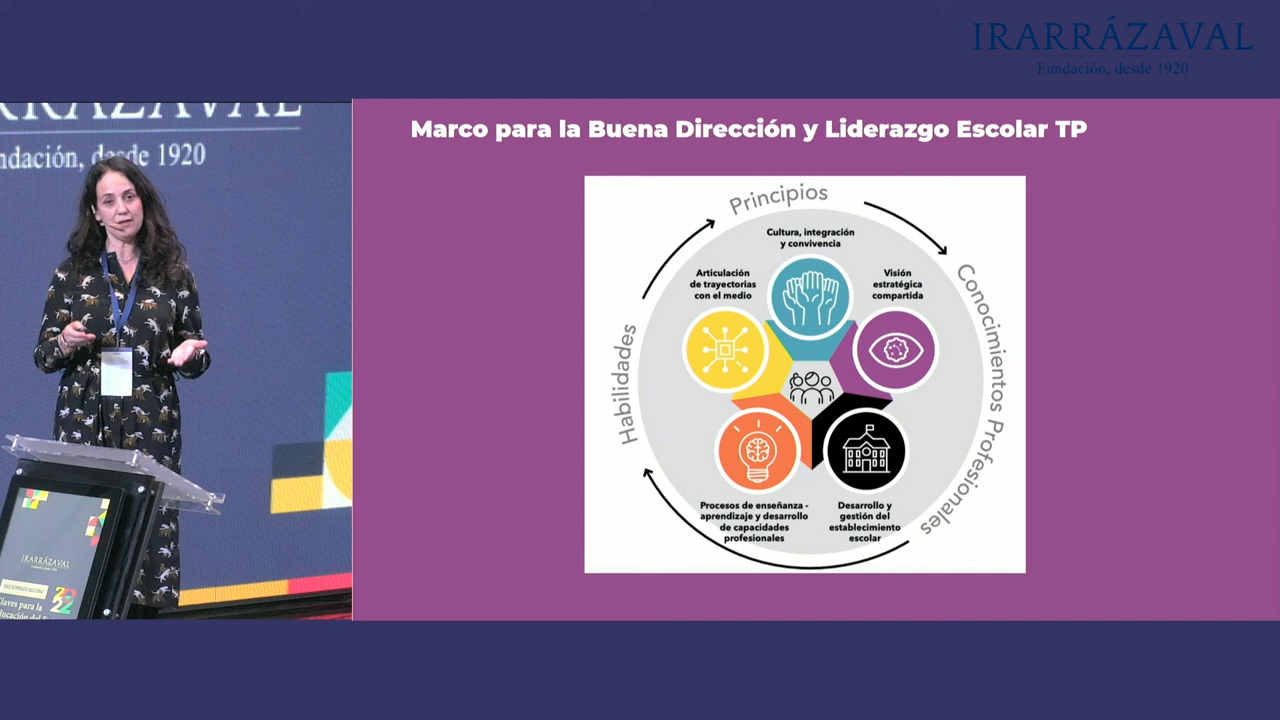 IRARRÁZAVAL
Fundación, desde 1920
RRÁZAVAL
ndación, desde 1920
Marco para la Buena Dirección y Liderazgo Escolar TP
Principios
Conocimientos Profesionales
Habilidades
Cultura, integración
y convivencia
Articulación
de trayectorias
con el medio
Visión
estratégica
compartida
Procesos de enseñanza -
aprendizaje y desarrollo
de capacidades
profesionales
Desarrollo y
gestión del
establecimiento
escolar
IRARRÁZAVAL
2022
Claves para la